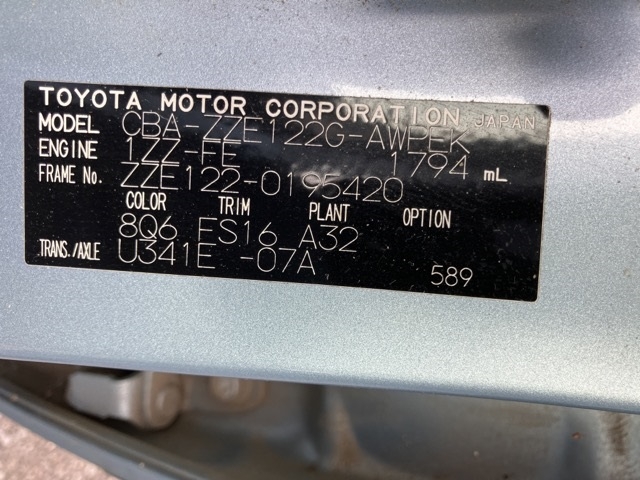 TOYOTA MOTOR CORPORATION, JAPAN
MODEL CBA-ZZE122G-AWPEK
ENGINE 1ZZ-FE 1794 mL
FRAME No. ZZE122-0195420
COLOR TRIM PLANT OPTION
8Q6 FS16 A32
TRANS./AXLE U341E -07A
589